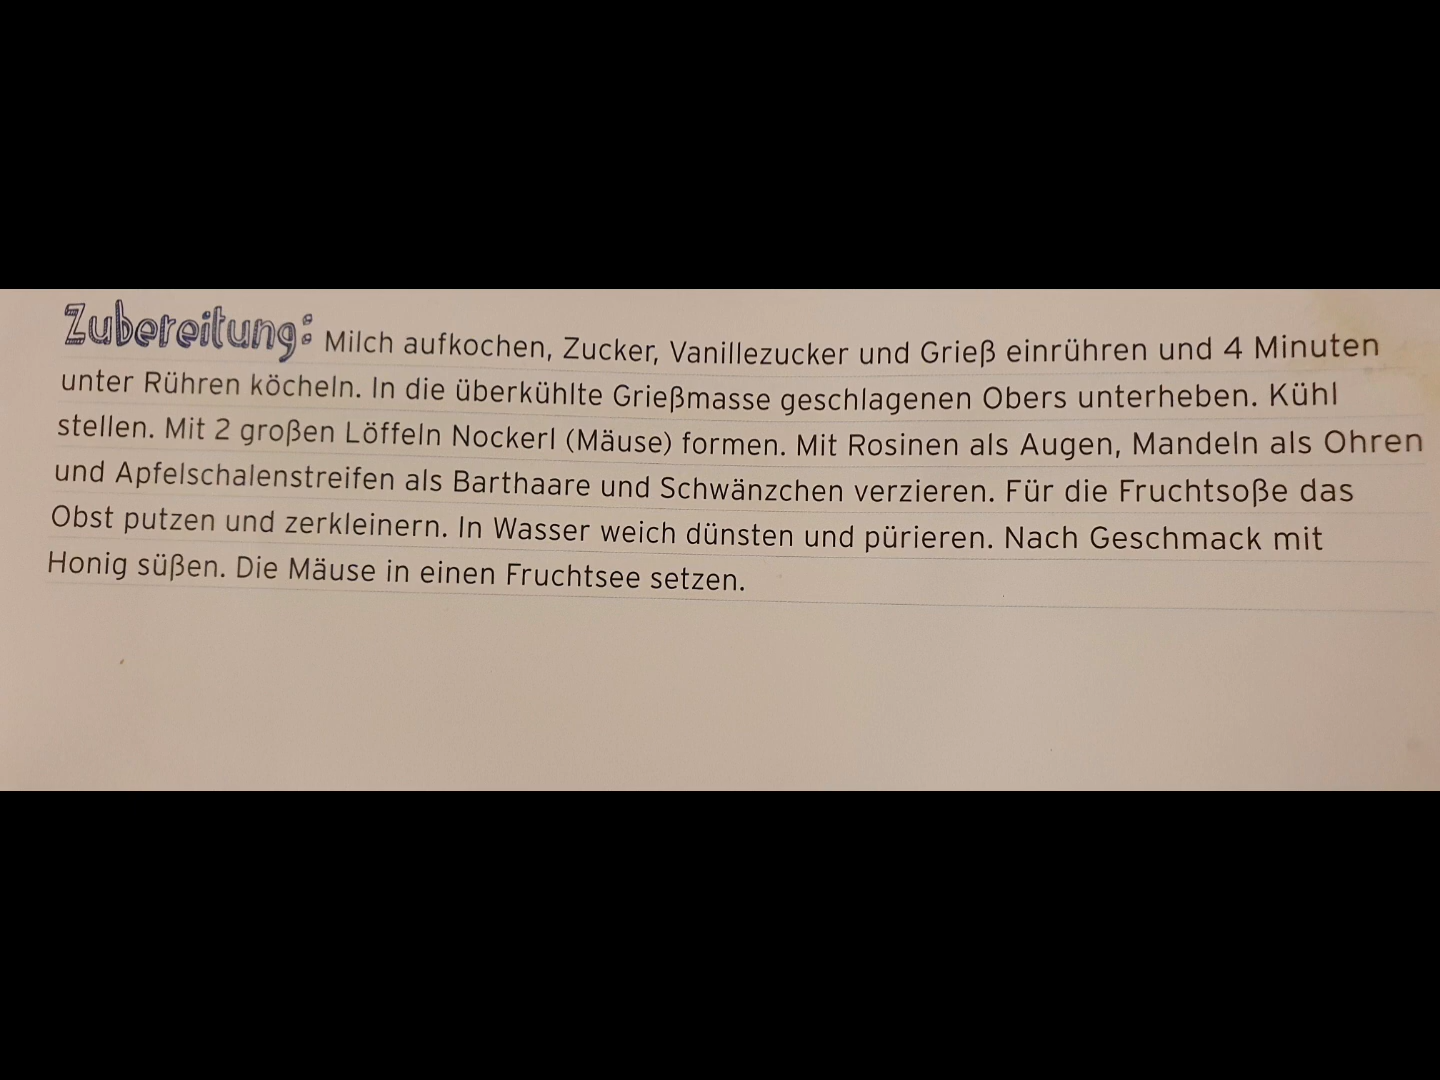 Zubereitung: Milch aufkochen, Zucker, Vanillezucker und Grieß einrühren und 4 Minuten
unter Rühren köcheln. In die überkühlte Grießmasse geschlagenen Obers unterheben. Kühl
stellen. Mit 2 großen Löffeln Nockerl (Mäuse) formen. Mit Rosinen als Augen, Mandeln als Ohren
und Apfelschalenstreifen als Barthaare und Schwänzchen verzieren. Für die Fruchtsoße das
Obst putzen und zerkleinern. In Wasser weich dünsten und pürieren. Nach Geschmack mit
Honig süßen. Die Mäuse in einen Fruchtsee setzen.